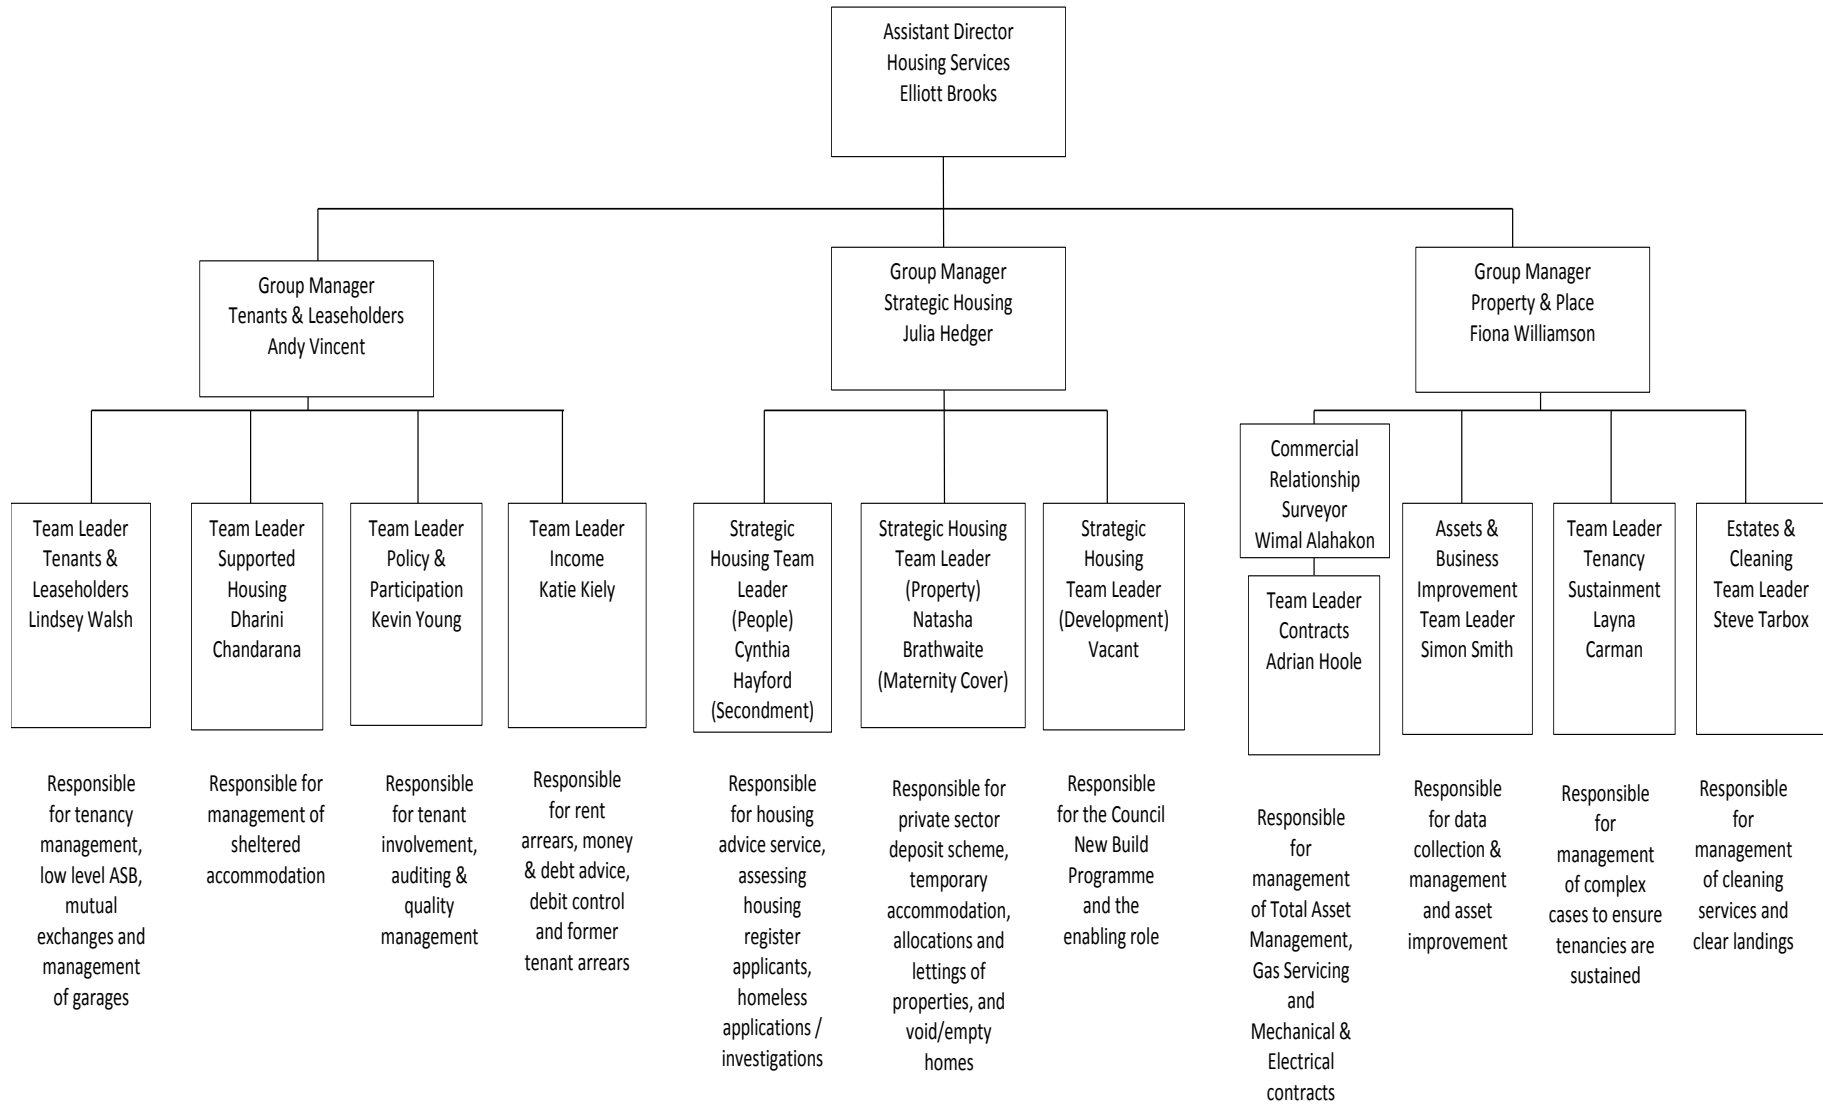 Assistant Director
Housing Services
Elliott Brooks
Group Manager
Tenants & Leaseholders
Andy Vincent
Group Manager
Strategic Housing
Julia Hedger
Group Manager
Property & Place
Fiona Williamson
Team Leader
Tenants &
Leaseholders
Lindsey Walsh
Team Leader
Supported
Housing
Dharini
Chandarana
Team Leader
Policy &
Participation
Kevin Young
Team Leader
Income
Katie Kiely
Strategic
Housing Team
Leader
(People)
Cynthia
Hayford
(Secondment)
Strategic Housing
Team Leader
(Property)
Natasha
Brathwaite
(Maternity Cover)
Strategic
Housing
Team Leader
(Development)
Vacant
Commercial
Relationship
Surveyor
Wimal Alahakon
Team Leader
Contracts
Adrian Hoole
Assets &
Business
Improvement
Team Leader
Simon Smith
Team Leader
Tenancy
Sustainment
Layna
Carman
Estates &
Cleaning
Team Leader
Steve Tarbox
Responsible
for tenancy
management,
low level ASB,
mutual
exchanges and
management
of garages
Responsible for
management of
sheltered
accommodation
Responsible
for tenant
involvement,
auditing &
quality
management
Responsible
for rent
arrears, money
& debt advice,
debit control
and former
tenant arrears
Responsible
for housing
advice service,
assessing
housing
register
applicants,
homeless
applications /
investigations
Responsible for
private sector
deposit scheme,
temporary
accommodation,
allocations and
lettings of
properties, and
void/empty
homes
Responsible
for the Council
New Build
Programme
and the
enabling role
Responsible
for
management
of Total Asset
Management,
Gas Servicing
and
Mechanical &
Electrical
contracts
Responsible
for data
collection &
management
and asset
improvement
Responsible
for
management
of complex
cases to ensure
tenancies are
sustained
Responsible
for
management
of cleaning
services and
clear landings